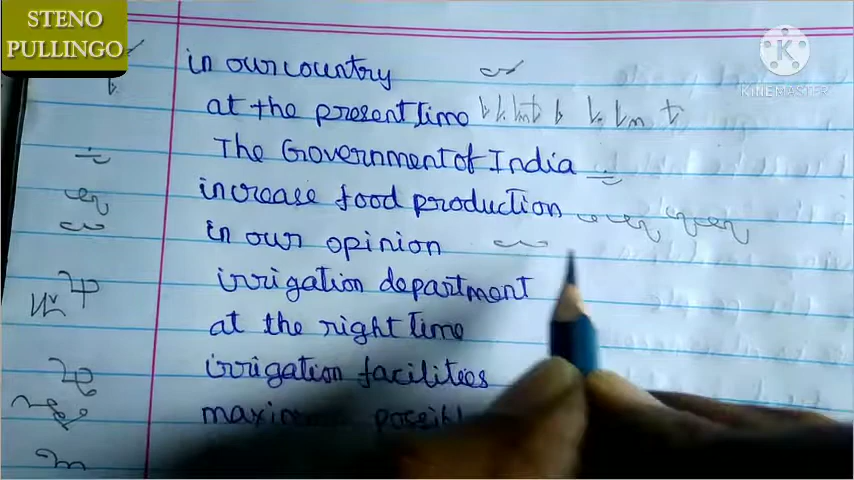 STENO
PULLINGO
K
KINEMASTER
in our country
at the present time
The Government of India
increase food production
in our opinion
irrigation department
at the right time
irrigation facilities